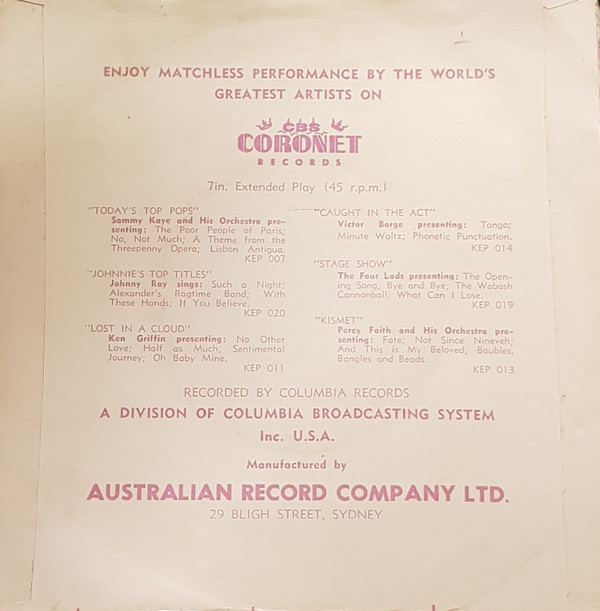 ENJOY MATCHLESS PERFORMANCE BY THE WORLD'S
GREATEST ARTISTS ON
CBS
CORONET
RECORDS
7in. Extended Play (45 r.p.m.)
"TODAY'S TOP POPS"
Sammy Kaye and His Orchestra pre-
senting: The Poor People of Paris;
No, Not Much; A Theme from the
Threepenny Opera; Lisbon Antigua.
KEP 007
"JOHNNIE'S TOP TITLES"
Johnny Ray sings: Such a Night;
Alexander's Ragtime Band; With
These Hands; If You Believe.
KEP 020
"LOST IN A CLOUD"
Ken Griffin presenting: No Other
Love; Half as Much; Sentimental
Journey; Oh Baby Mine.
KEP 011
"CAUGHT IN THE ACT"
Victor Borge presenting: Tango;
Minute Waltz; Phonetic Punctuation.
KEP 014
"STAGE SHOW"
The Four Lads presenting: The Open-
ing Song; Bye and Bye; The Wabash
Cannonball; What Can I Lose.
KEP 019
"KISMET"
Percy Faith and His Orchestra pre-
senting: Fate; Not Since Nineveh;
And This is My Beloved; Baubles,
Bangles and Beads.
KEP 013
RECORDED BY COLUMBIA RECORDS
A DIVISION OF COLUMBIA BROADCASTING SYSTEM
Inc. U.S.A.
Manufactured by
AUSTRALIAN RECORD COMPANY LTD.
29 BLIGH STREET, SYDNEY